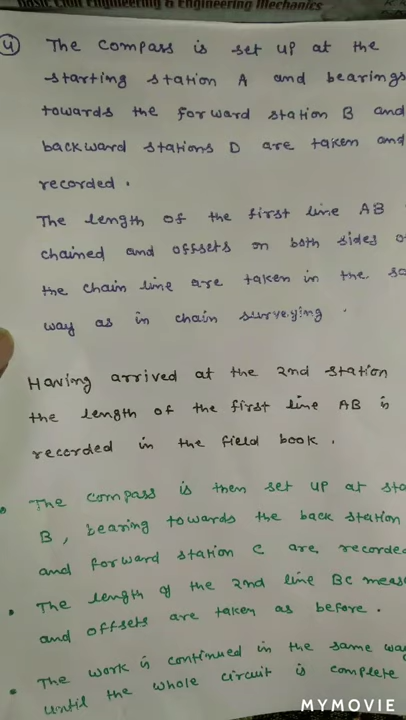 Basic Civil Engineering & Engineering Mechanics
4 The compass is set up at the
starting station A and bearings
towards the forward station B and
backward stations D are taken and
recorded.
The length of the first line AB
chained and offsets on both sides
the chain line are taken in the
way as in chain surveying.
Having arrived at the 2nd station
the length of the first line AB is
recorded in the field book.
The compass is then set up at
B, bearing towards the back station
and forward station C are recorded
• The length of the 2nd line BC
and offsets are taken as before.
• The work is continued in the same way
until the whole circuit is complete
MYMOVIE